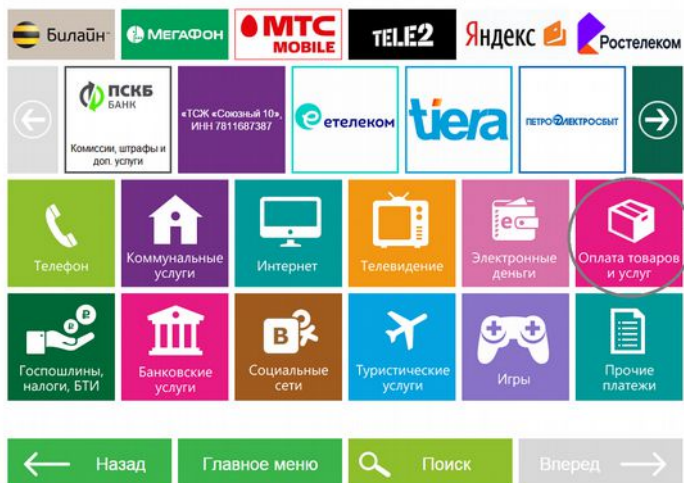 Билайн
МЕГАФОН
МТС
MOBILE
TELE2
Яндекс
Ростелеком
ПСКБ
БАНК
Комиссии, штрафы и
доп. услуги
«ТСЖ «Союзный 10»,
ИНН 7811687387
етелеком
tiera
ПЕТРОЭЛЕКТРОСБЫТ
Телефон
Коммунальные
услуги
Интернет
Телевидение
ec
Электронные
деньги
Оплата товаров
и услуг
Госпошлины,
налоги, БТИ
Банковские
услуги
В
Социальные
сети
Туристические
услуги
Игры
Прочие
платежи
Назад
Главное меню
Поиск
Вперед